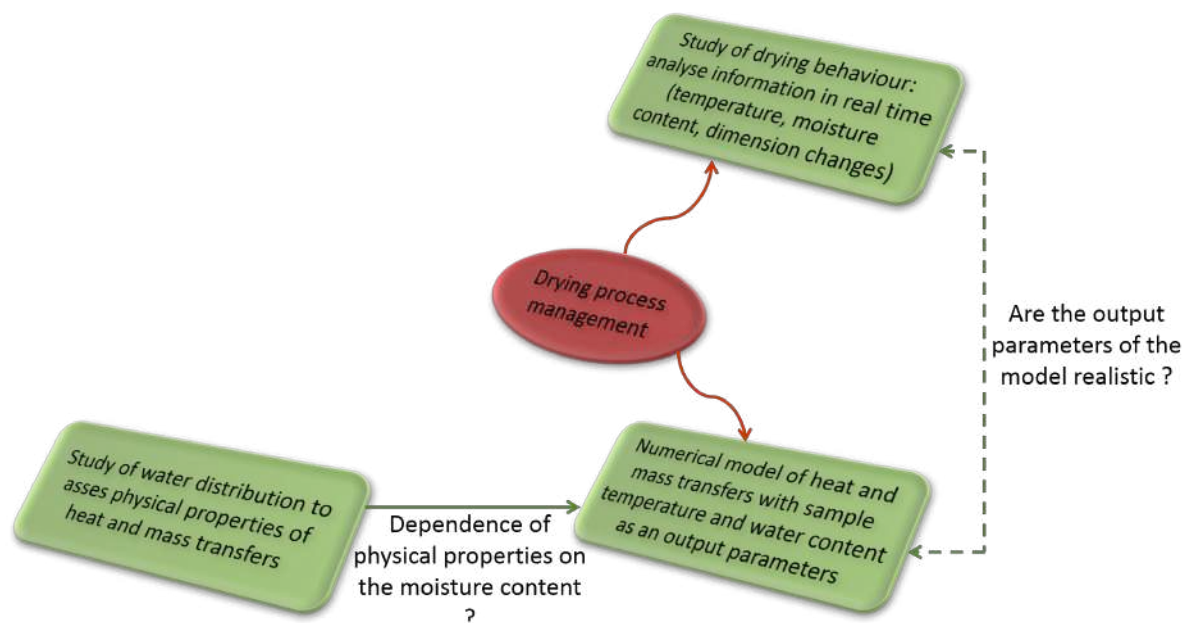 Study of drying behaviour:
analyse information in real time
(temperature, moisture
content, dimension changes)
Drying process
management
Are the output
parameters of the
model realistic ?
Study of water distribution to
asses physical properties of
heat and mass transfers
Dependence of
physical properties on
the moisture content
?
Numerical model of heat and
mass transfers with sample
temperature and water content
as an output parameters